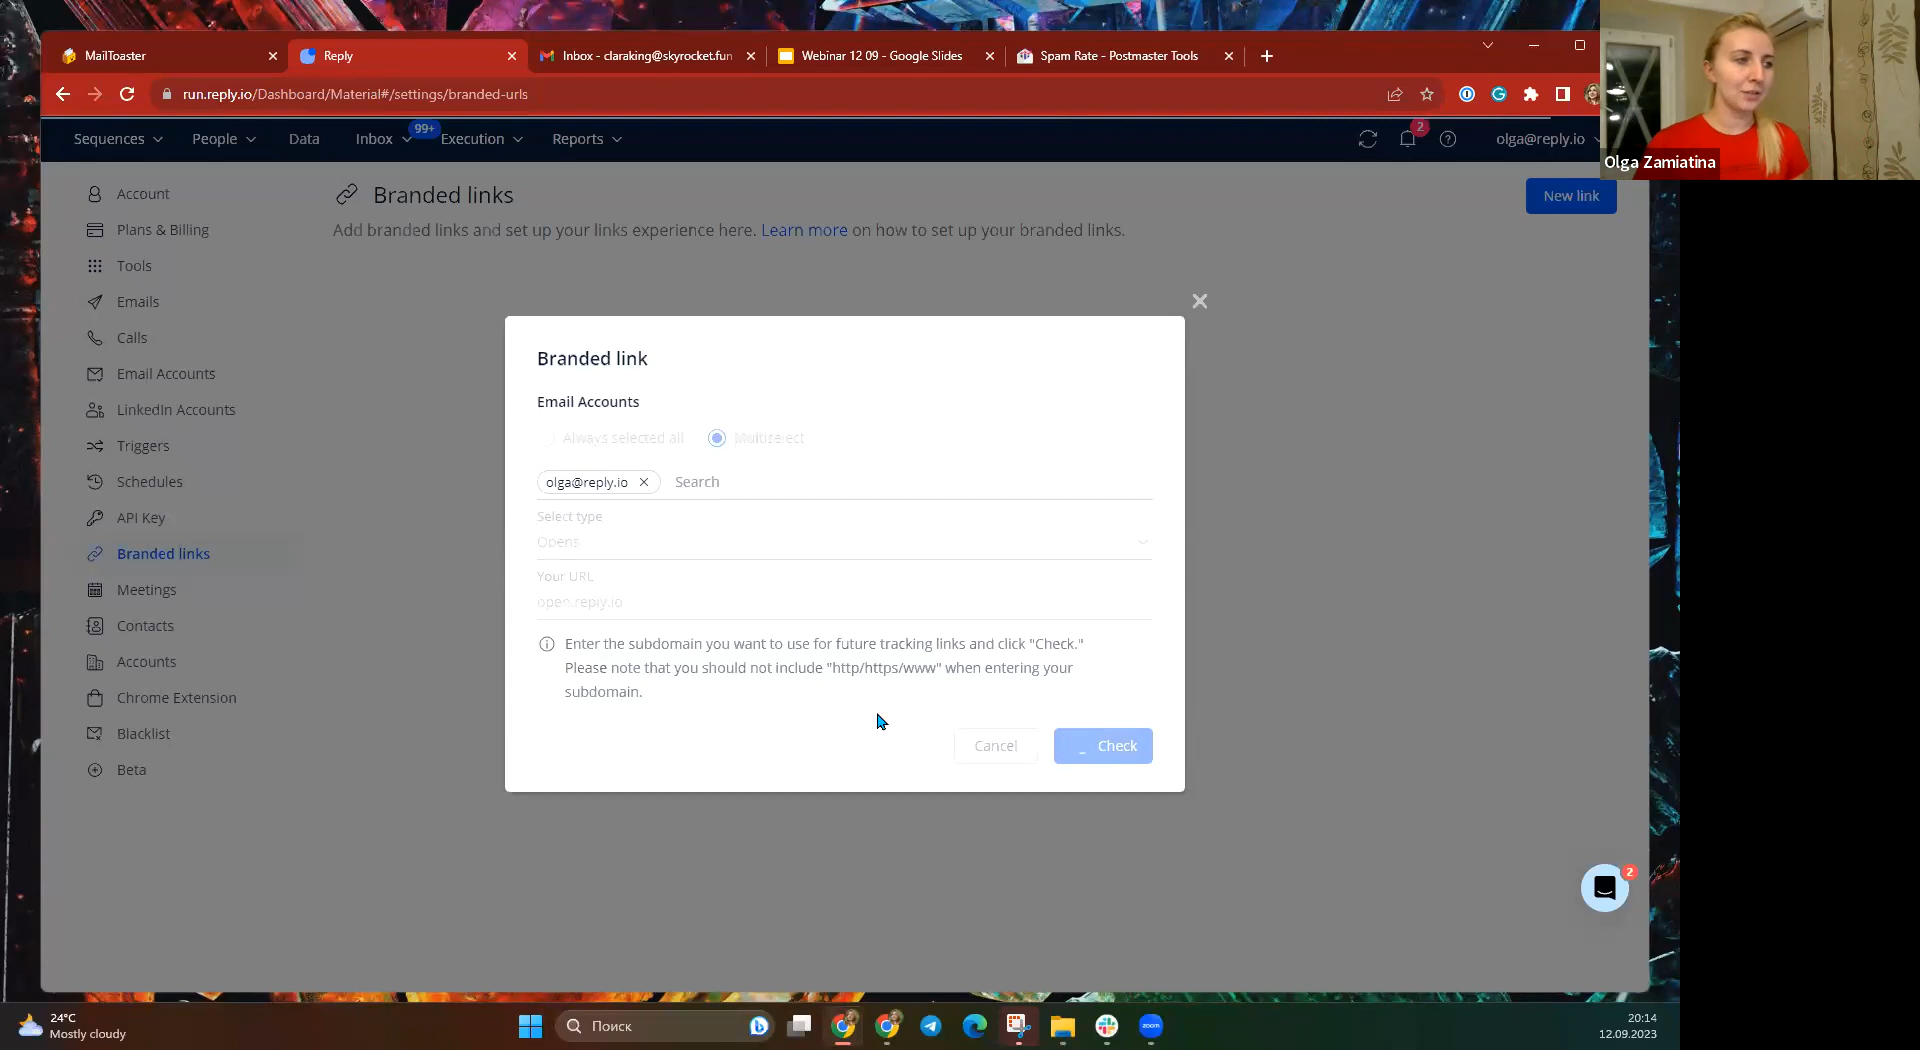 MailToaster
Reply
Inbox - claraking@skyrocket.fun
Webinar 12 09 - Google Slides
Spam Rate - Postmaster Tools
run.reply.io/Dashboard/Material#/settings/branded-urls
Olga Zamiatina
Sequences
People
Data
Inbox
99+
Execution
Reports
2
olga@reply.io
Account
Plans & Billing
Tools
Emails
Calls
Email Accounts
LinkedIn Accounts
Triggers
Schedules
API Key
Branded links
Meetings
Contacts
Accounts
Chrome Extension
Blacklist
Beta
Branded links
New link
Add branded links and set up your links experience here. Learn more on how to set up your branded links.
Branded link
Email Accounts
Always selected all
Multiselect
olga@reply.io
Search
Select type
Opens
Your URL
open.reply.io
Enter the subdomain you want to use for future tracking links and click "Check."
Please note that you should not include "http/https/www" when entering your
subdomain.
Cancel
Check
2
24°C
Mostly cloudy
Поиск
zoom
20:14
12.09.2023